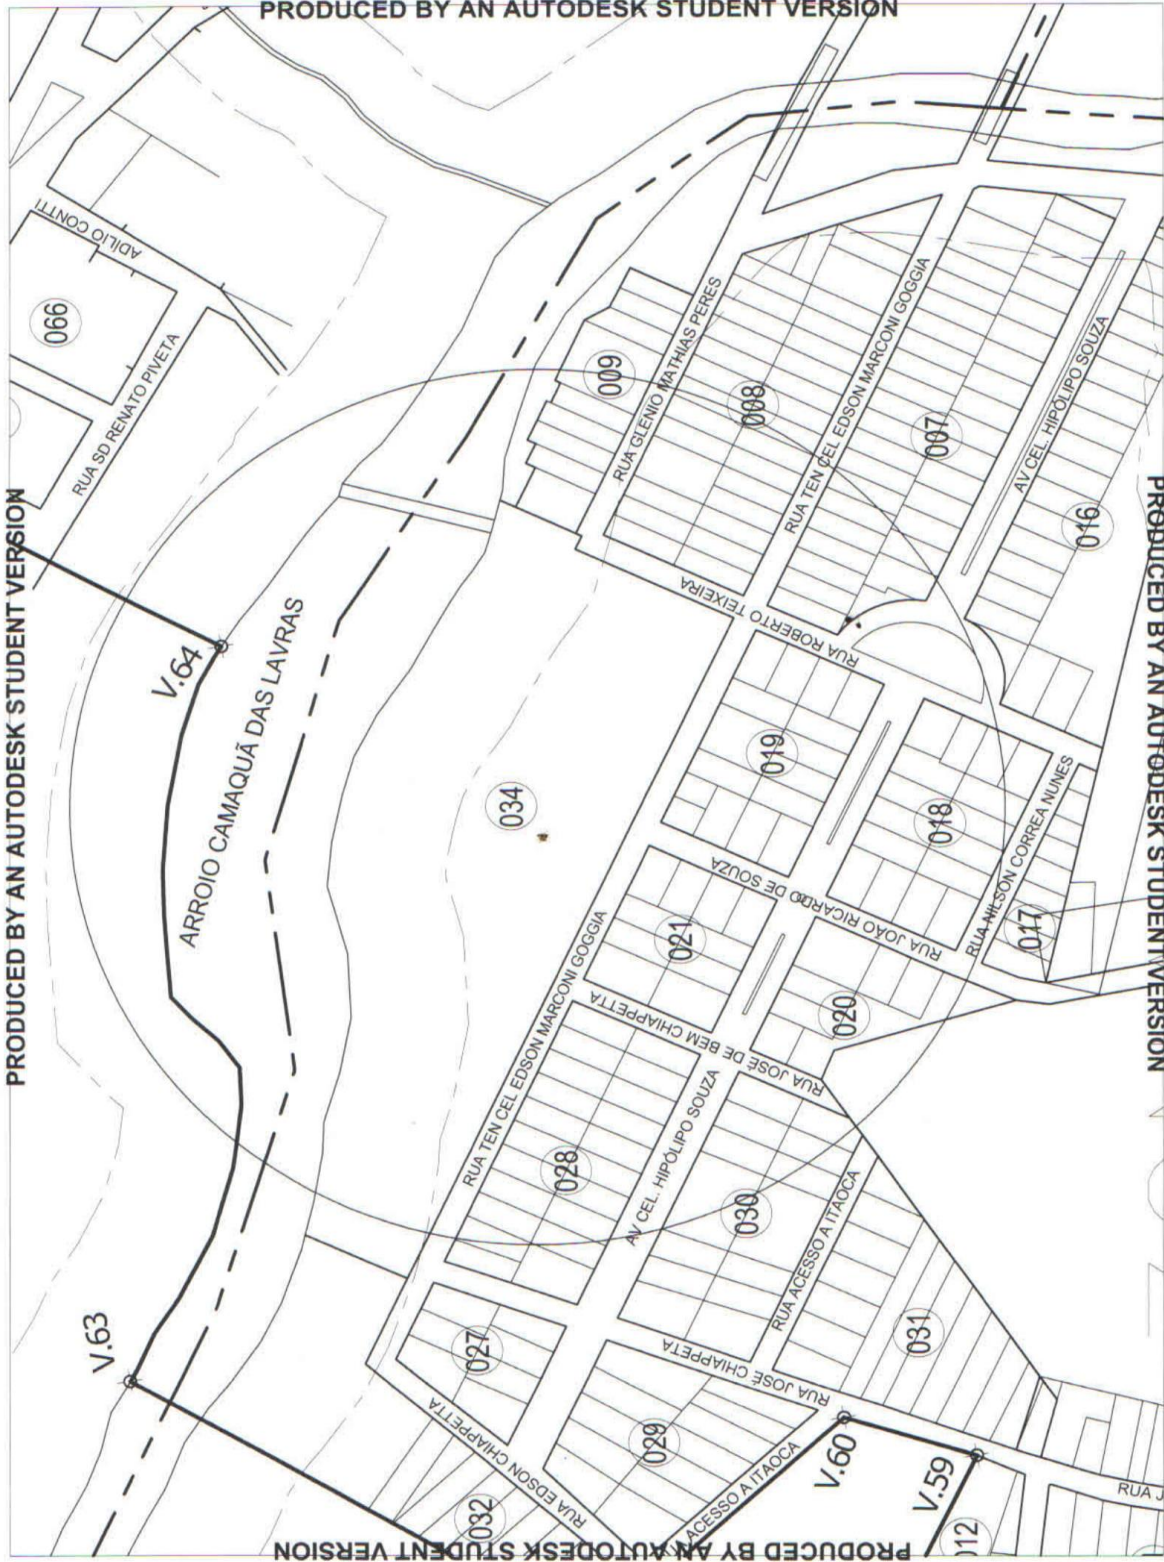 PRODUCED BY AN AUTODESK STUDENT VERSION
ADÍLIO CONTTI
066
RUA SD RENATO PIVETA
009
RUA GLENIO MATHIAS PERES
008
RUA TEN CEL EDSON MARCONI GOGGIA
007
AV CEL. HIPÓLIPO SOUZA
016
V.64
ARROIO CAMAQUÃ DAS LAVRAS
RUA ROBERTO TEIXEIRA
034
019
018
RUA NILSON CORREA NUNES
017
RUA JOÃO RICARDO DE SOUZA
021
020
RUA TEN CEL EDSON MARCONI GOGGIA
RUA JOSÉ DE BEM CHIAPPETTA
028
AV CEL. HIPÓLIPO SOUZA
030
RUA ACESSO A ITAOCA
031
V.63
027
RUA JOSÉ CHIAPPETA
RUA EDSON CHIAPPETTA
029
032
ACESSO A ITAOCA
V.60
V.59
012
RUA J
PRODUCED BY AN AUTODESK STUDENT VERSION
PRODUCED BY AN AUTODESK STUDENT VERSION
PRODUCED BY AN AUTODESK STUDENT VERSION